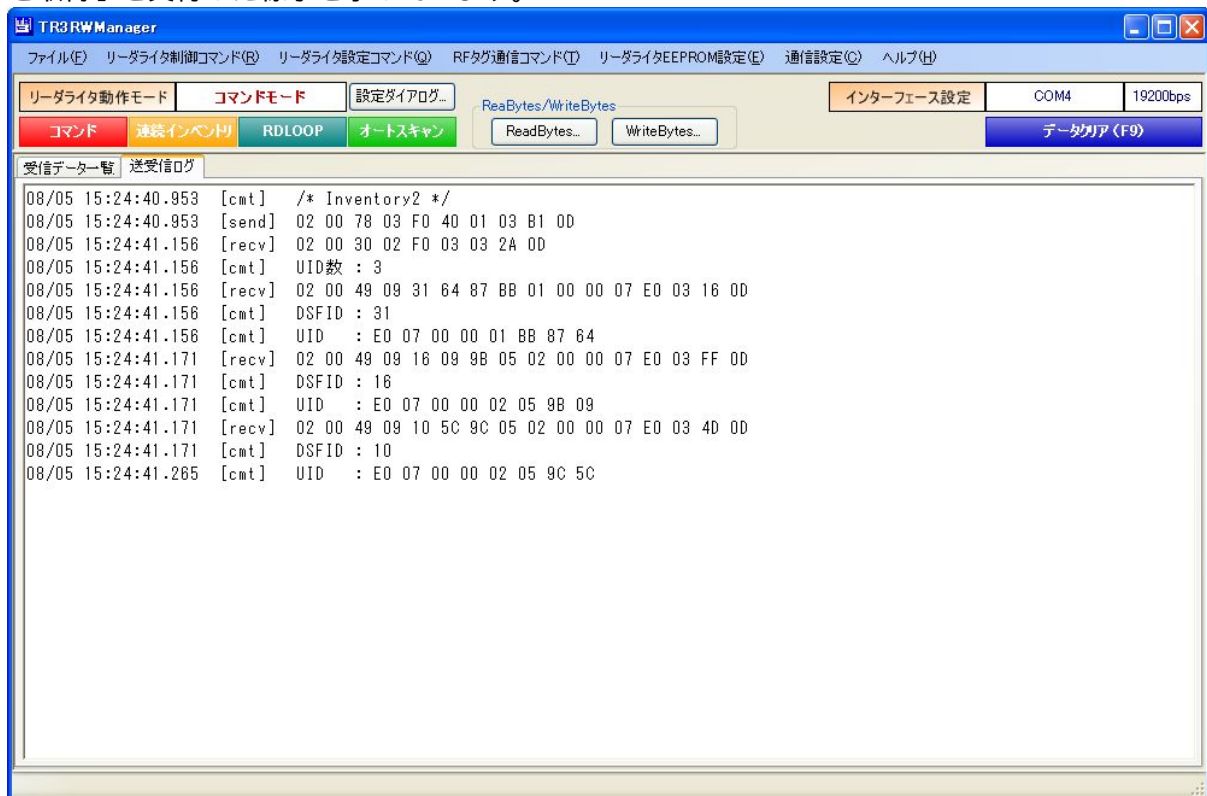 TR3RWManager
ファイル(F) リーダライタ制御コマンド(R) リーダライタ設定コマンド(Q) RFタグ通信コマンド(T) リーダライタEEPROM設定(E) 通信設定(C) ヘルプ(H)
リーダライタ動作モード コマンドモード 設定ダイアログ... ReaBytes/WriteBytes インターフェース設定 COM4 19200bps
コマンド 連続インベントリ RDLOOP オートスキャン ReadBytes... WriteBytes... データクリア(F9)
受信データ一覧 送受信ログ
08/05 15:24:40.953 [cmt] /* Inventory2 */
08/05 15:24:40.953 [send] 02 00 78 03 F0 40 01 03 B1 0D
08/05 15:24:41.156 [recv] 02 00 30 02 F0 03 03 2A 0D
08/05 15:24:41.156 [cmt] UID数 : 3
08/05 15:24:41.156 [recv] 02 00 49 09 31 64 87 BB 01 00 00 07 E0 03 16 0D
08/05 15:24:41.156 [cmt] DSFID : 31
08/05 15:24:41.156 [cmt] UID : E0 07 00 00 01 BB 87 64
08/05 15:24:41.171 [recv] 02 00 49 09 16 09 9B 05 02 00 00 07 E0 03 FF 0D
08/05 15:24:41.171 [cmt] DSFID : 16
08/05 15:24:41.171 [cmt] UID : E0 07 00 00 02 05 9B 09
08/05 15:24:41.171 [recv] 02 00 49 09 10 5C 9C 05 02 00 00 07 E0 03 4D 0D
08/05 15:24:41.171 [cmt] DSFID : 10
08/05 15:24:41.265 [cmt] UID : E0 07 00 00 02 05 9C 5C